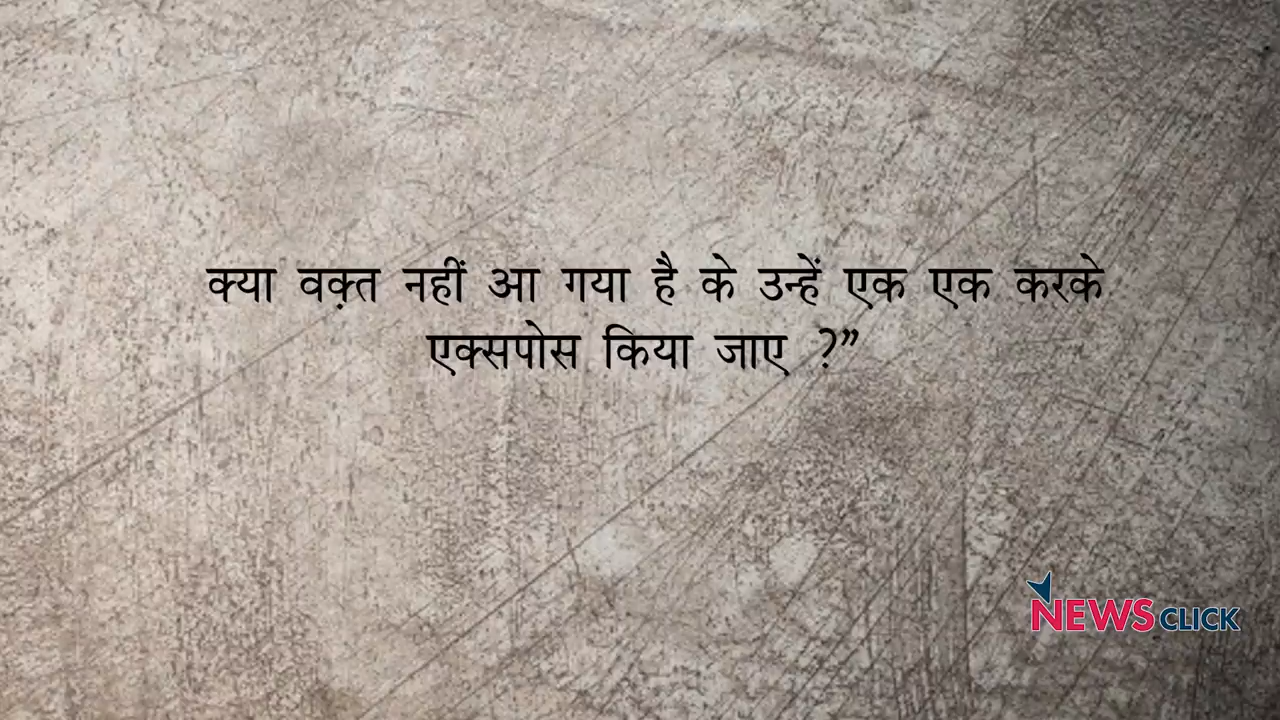 क्या वक़्त नहीं आ गया है के उन्हें एक एक करके
एक्सपोस किया जाए ?”
NEWSCLICK